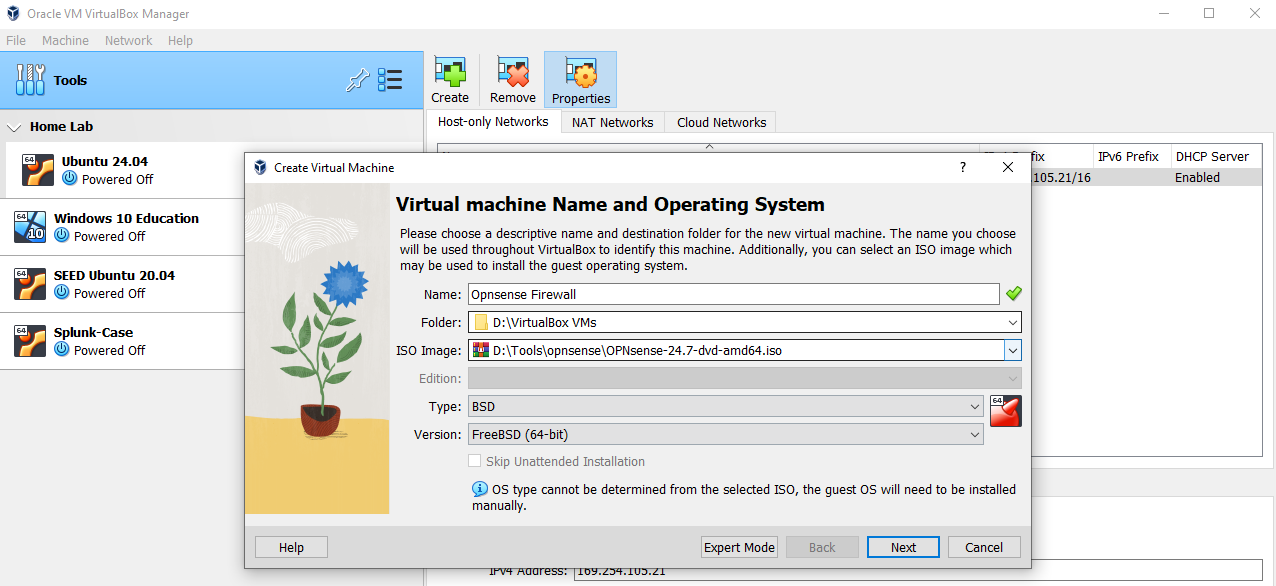 Oracle VM VirtualBox Manager
File Machine Network Help
Tools
Create Remove Properties
Host-only Networks NAT Networks Cloud Networks
Home Lab
64 Ubuntu 24.04
Powered Off
64 10 Windows 10 Education
Powered Off
64 SEED Ubuntu 20.04
Powered Off
64 Splunk-Case
Powered Off
IPv6 Prefix DHCP Server
.105.21/16 Enabled
Create Virtual Machine ?
Virtual machine Name and Operating System
Please choose a descriptive name and destination folder for the new virtual machine. The name you choose
will be used throughout VirtualBox to identify this machine. Additionally, you can select an ISO image which
may be used to install the guest operating system.
Name: Opnsense Firewall
Folder: D:\VirtualBox VMs
ISO Image: D:\Tools\opnsense\OPNsense-24.7-dvd-amd64.iso
Edition:
Type: BSD 64
Version: FreeBSD (64-bit)
Skip Unattended Installation
OS type cannot be determined from the selected ISO, the guest OS will need to be installed
manually.
Help Expert Mode Back Next Cancel
IPv4 Address: 169.254.105.21